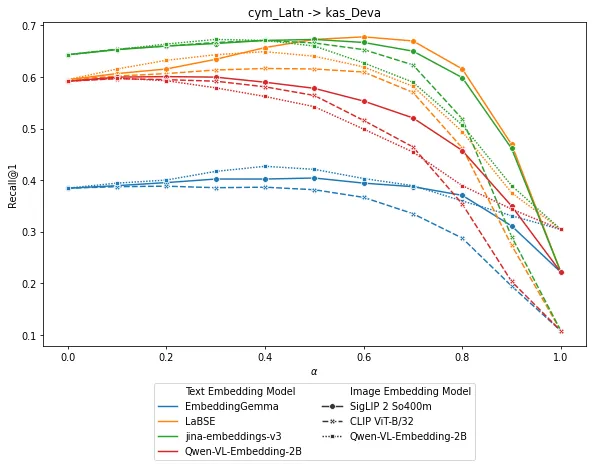 cym_Latn -> kas_Deva
0.7
0.6
0.5
0.4
0.3
0.2
0.1
Recall@1
0.0 0.2 0.4 0.6 0.8 1.0
α
Text Embedding Model Image Embedding Model
EmbeddingGemma SigLIP 2 So400m
LaBSE CLIP ViT-B/32
jina-embeddings-v3 Qwen-VL-Embedding-2B
Qwen-VL-Embedding-2B